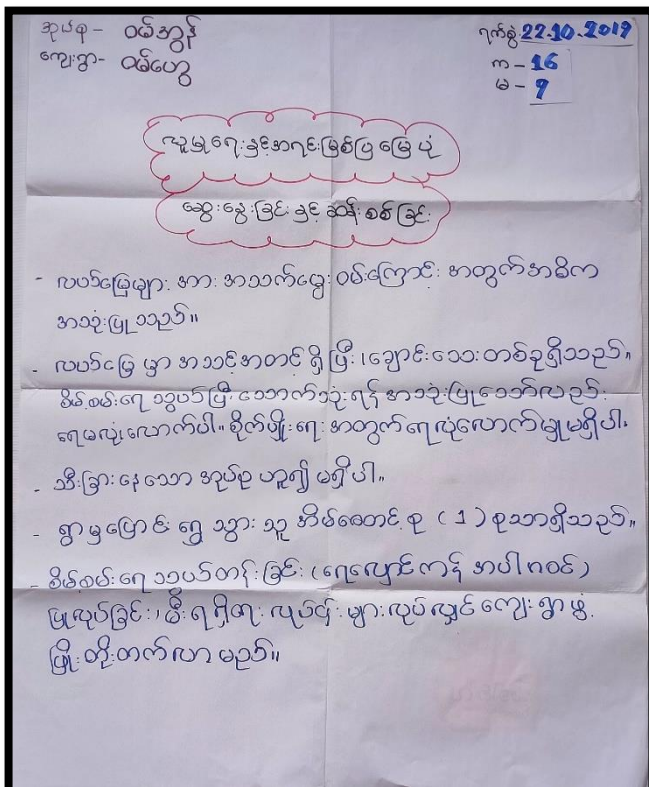 အုပ်စု - ဝမ်အွန်
ကျေးရွာ - ဝမ်ဟွေ
ရက်စွဲ 22.10.2019
က - 16
မ - 9
လူမှုရေးနှင့်အရင်းမြစ်ပြမြေပုံ
ဆွေးနွေးခြင်းနှင့်ဆန်းစစ်ခြင်း
- လယ်မြေများအား အသက်မွေးဝမ်းကြောင်းအတွက်အဓိက
အသုံးပြုသည်။
- လယ်မြေမှာ အသင့်အတင့်ရှိပြီး၊ ချောင်းသေးတစ်ခုရှိသည်။
စိမ့်စမ်းရေသွယ်ပြီးသောက်သုံးရန်အသုံးပြုသော်လည်း
ရေမလုံလောက်ပါ။ စိုက်ပျိုးရေးအတွက်ရေလုံလောက်မှုမရှိပါ။
- သီးခြားနေသောအုပ်စုဟူ၍မရှိပါ။
- ရွာမှပြောင်းရွှေ့သွားသူအိမ်ထောင်စု (1) စုသာရှိသည်။
- စိမ့်စမ်းရေသွယ်တန်းခြင်း (ရေလှောင်ကန်အပါဝင်)
ပြုလုပ်ခြင်း၊ မီးရရှိရေးလုပ်ငန်းများလုပ်လျှင်ကျေးရွာဖွံ့
ဖြိုးတိုးတက်လာမည်။